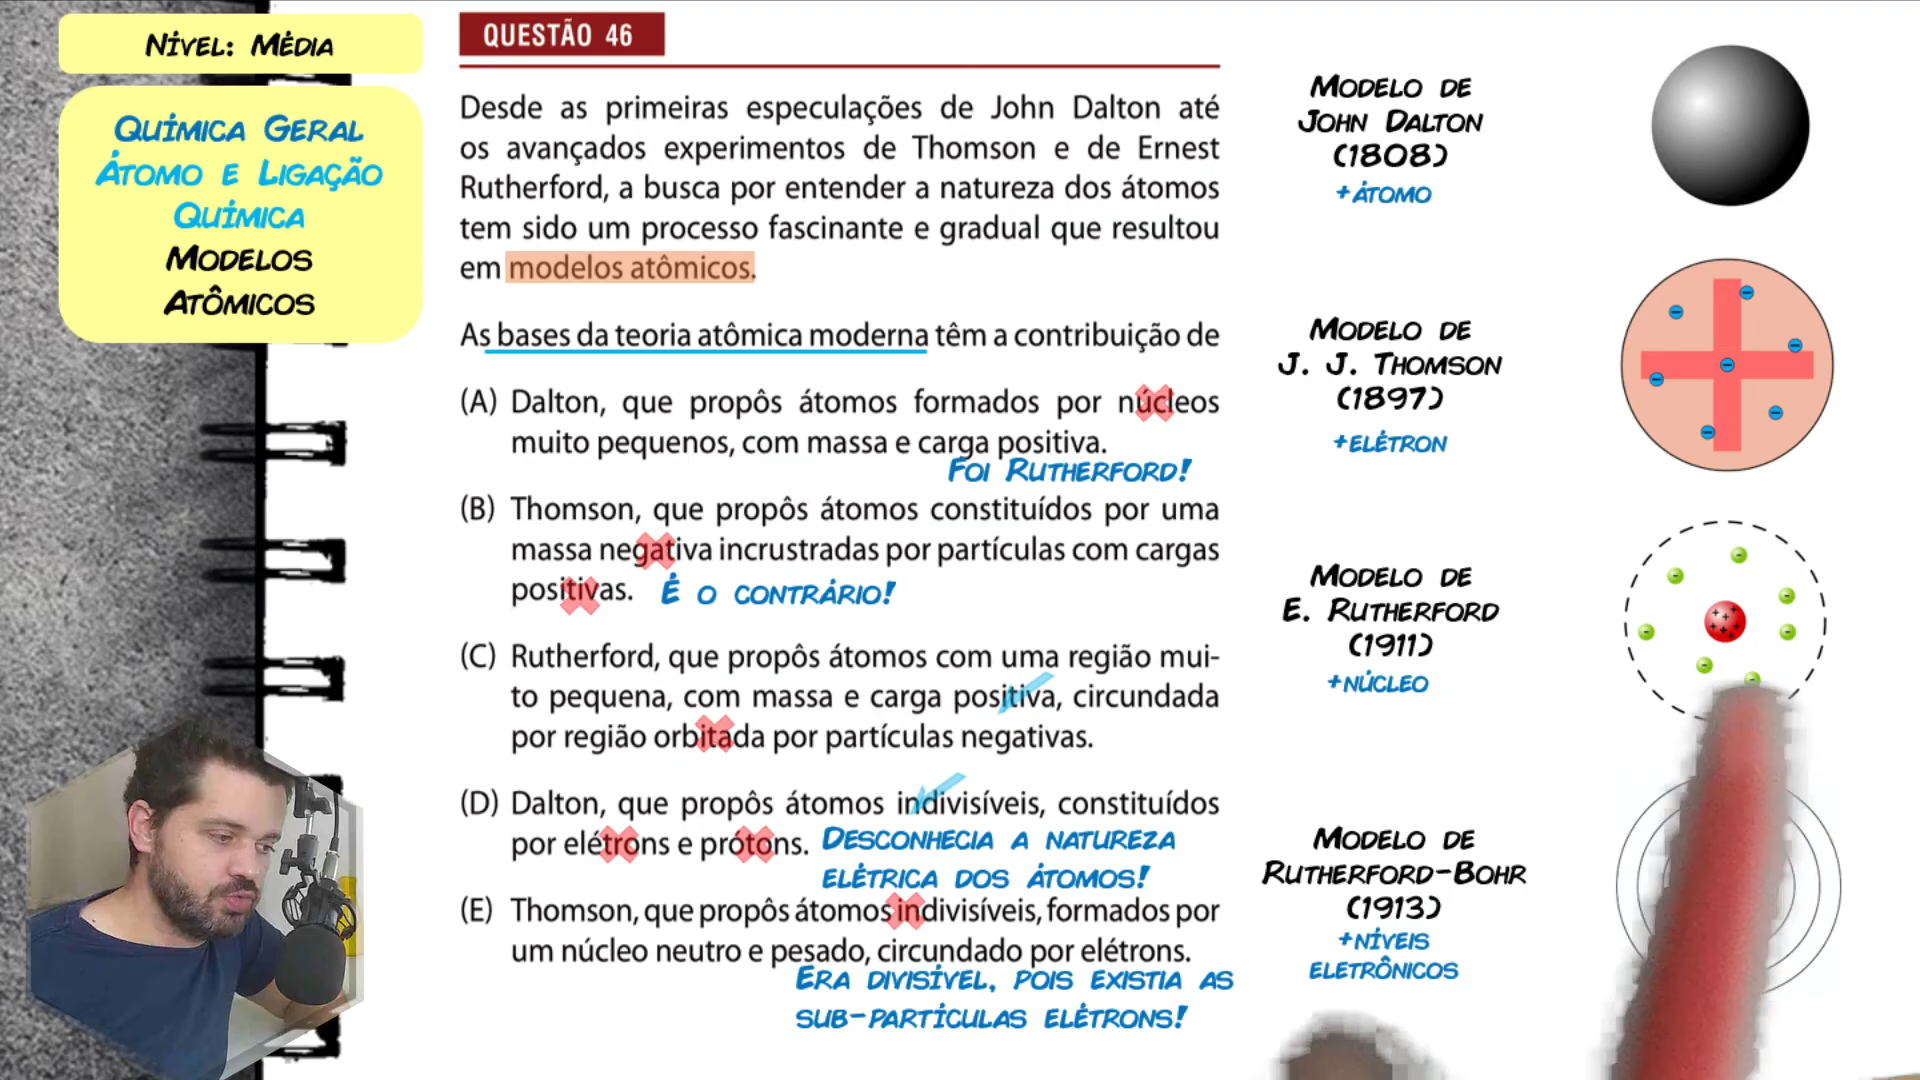 Nível: Média
Química Geral
Átomo e Ligação
Química
Modelos
Atômicos
QUESTÃO 46
Desde as primeiras especulações de John Dalton até
os avançados experimentos de Thomson e de Ernest
Rutherford, a busca por entender a natureza dos átomos
tem sido um processo fascinante e gradual que resultou
em modelos atômicos.
As bases da teoria atômica moderna têm a contribuição de
(A) Dalton, que propôs átomos formados por núcleos
muito pequenos, com massa e carga positiva.
Foi Rutherford!
(B) Thomson, que propôs átomos constituídos por uma
massa negativa incrustradas por partículas com cargas
positivas. É o contrário!
(C) Rutherford, que propôs átomos com uma região mui-
to pequena, com massa e carga positiva, circundada
por região orbitada por partículas negativas.
(D) Dalton, que propôs átomos indivisíveis, constituídos
por elétrons e prótons. Desconhecia a natureza
elétrica dos átomos!
(E) Thomson, que propôs átomos indivisíveis, formados por
um núcleo neutro e pesado, circundado por elétrons.
Era divisível, pois existia as
sub-partículas elétrons!
Modelo de
John Dalton
(1808)
+átomo
Modelo de
J. J. Thomson
(1897)
+elétron
Modelo de
E. Rutherford
(1911)
+núcleo
Modelo de
Rutherford-Bohr
(1913)
+níveis
eletrônicos